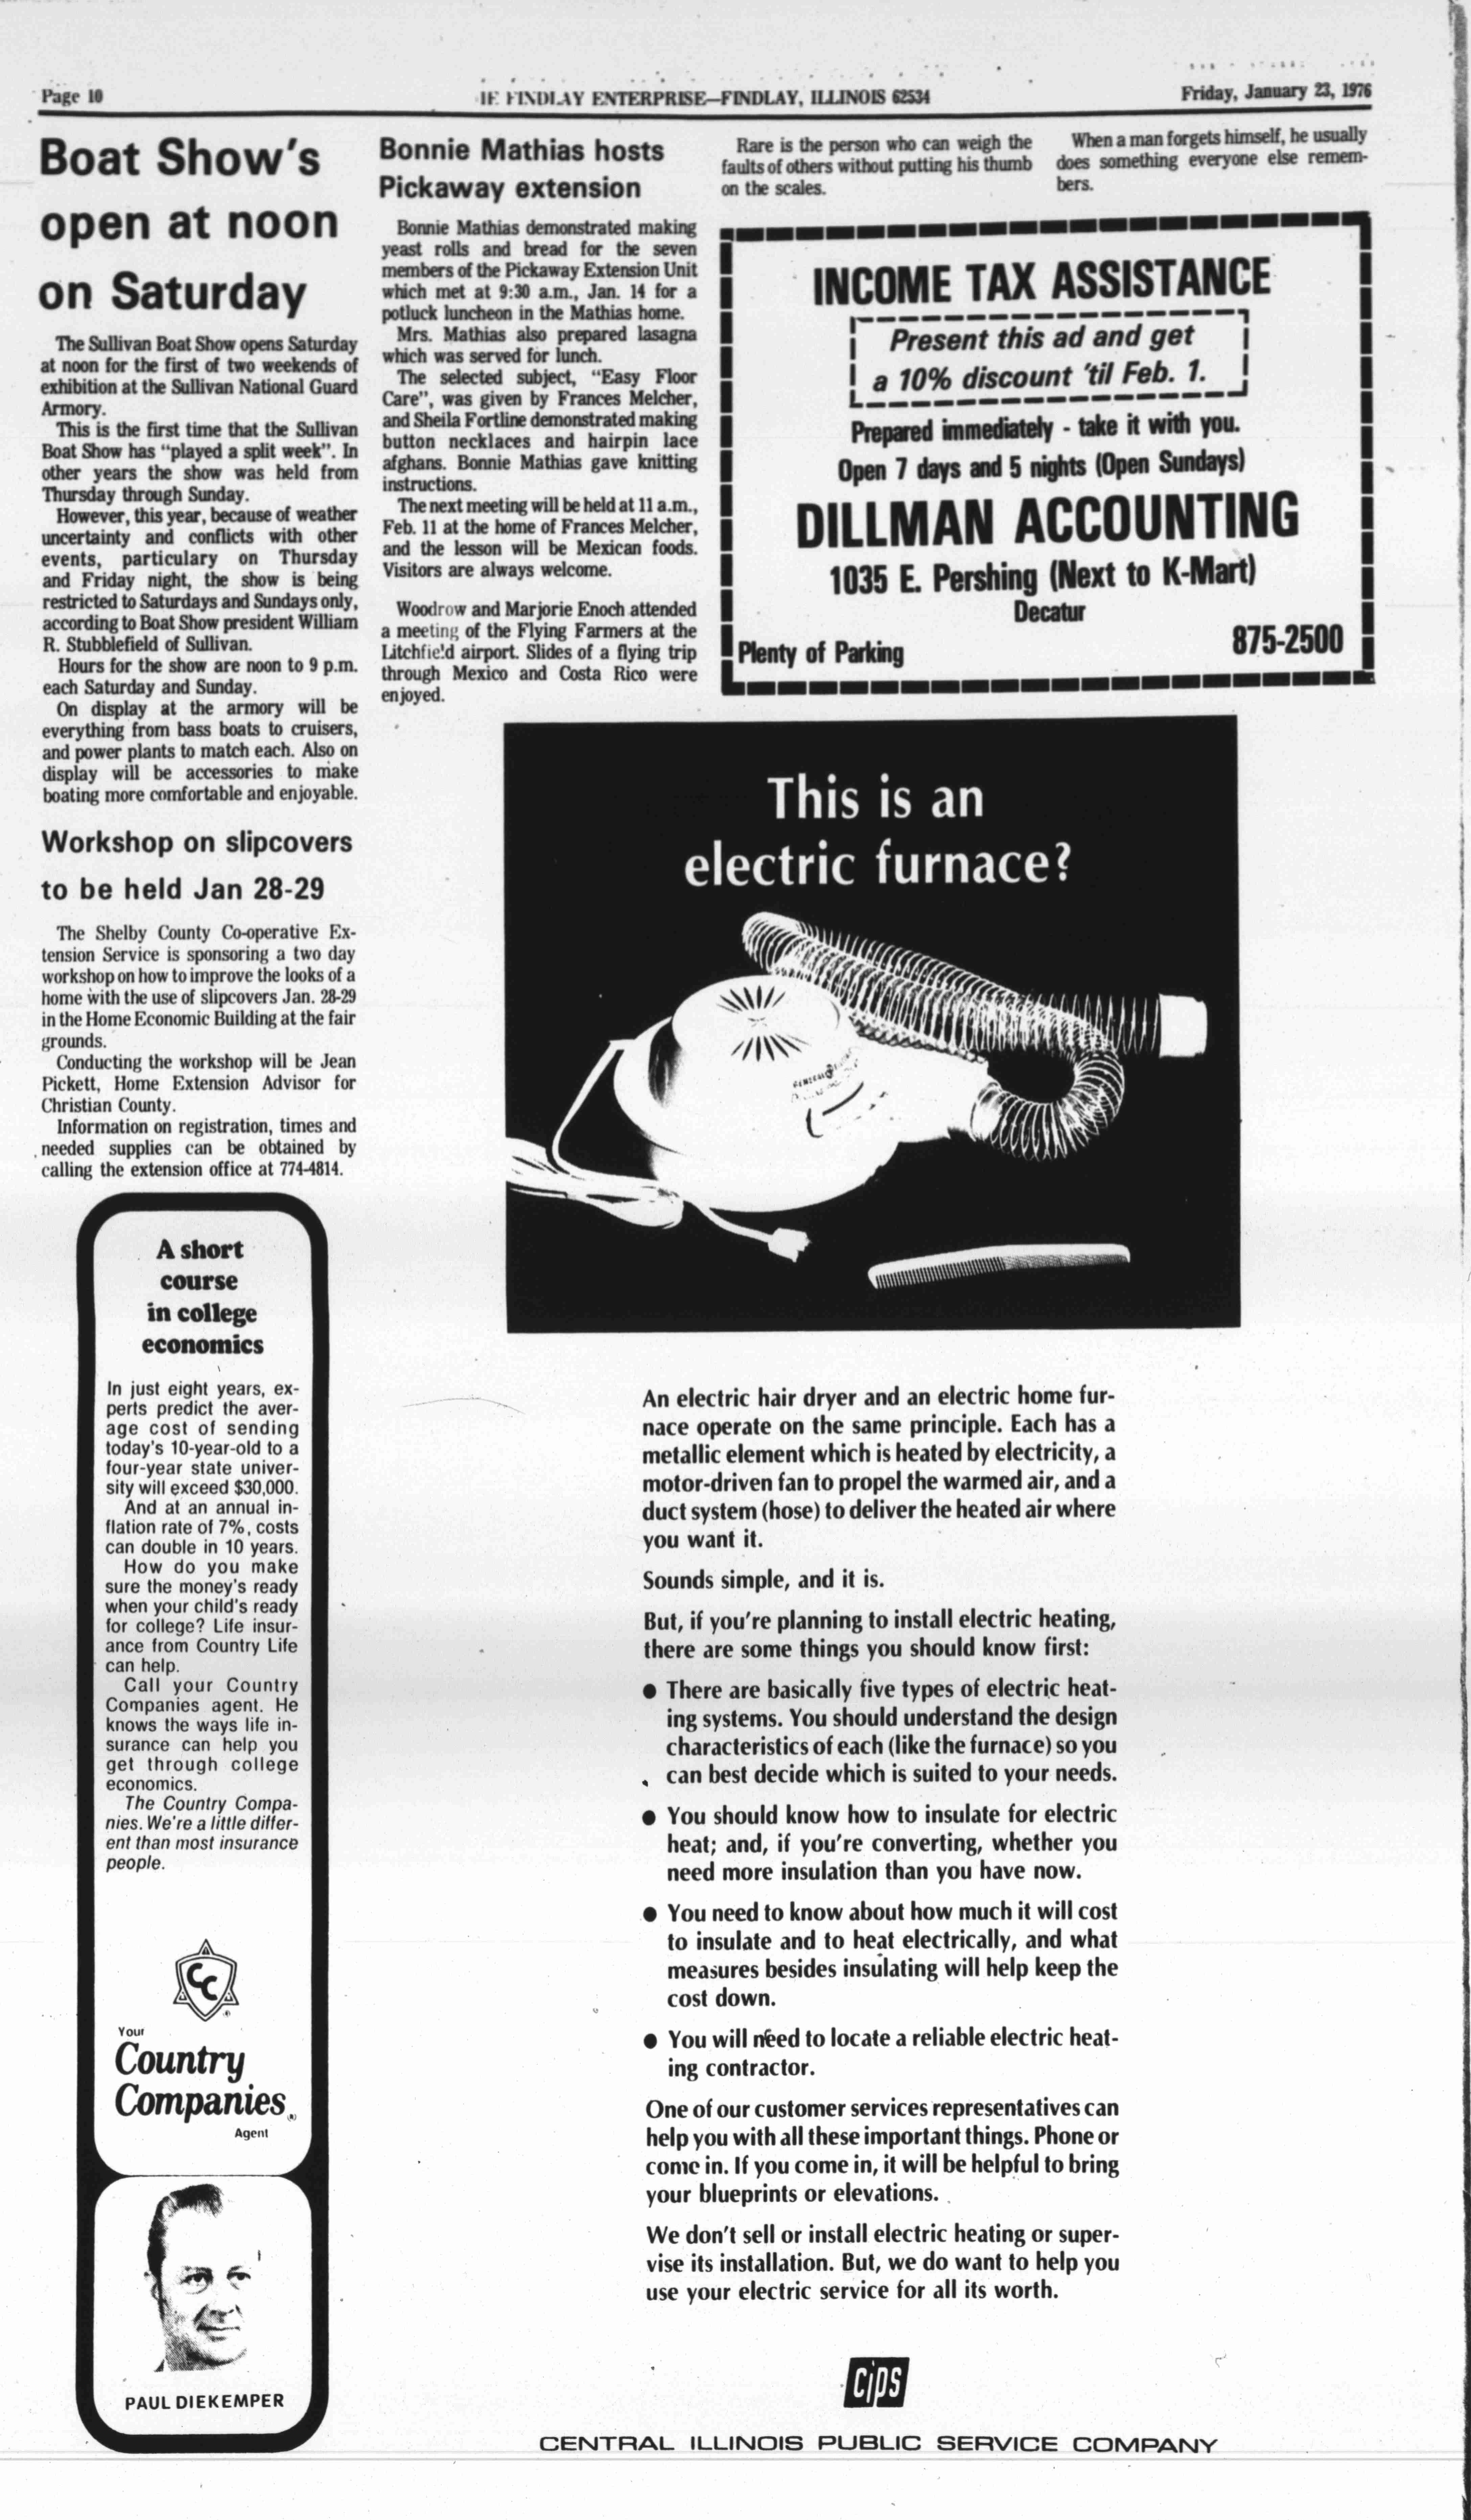 Page 10
FINDLAY ENTERPRISE—FINDLAY, ILLINOIS 62534
Friday, January 23, 1976
Boat Show's
open at noon
on Saturday
The Sullivan Boat Show opens Saturday
at noon for the first of two weekends of
exhibition at the Sullivan National Guard
Armory.
This is the first time that the Sullivan
Boat Show has "played a split week". In
other years the show was held from
Thursday through Sunday.
However, this year, because of weather
uncertainty and conflicts with other
events, particulary on Thursday
and Friday night, the show is being
restricted to Saturdays and Sundays only,
according to Boat Show president William
R. Stubblefield of Sullivan.
Hours for the show are noon to 9 p.m.
each Saturday and Sunday.
On display at the armory will be
everything from bass boats to cruisers,
and power plants to match each. Also on
display will be accessories to make
boating more comfortable and enjoyable.
Workshop on slipcovers
to be held Jan 28-29
The Shelby County Co-operative Ex-
tension Service is sponsoring a two day
workshop on how to improve the looks of a
home with the use of slipcovers Jan. 28-29
in the Home Economic Building at the fair
grounds.
Conducting the workshop will be Jean
Pickett, Home Extension Advisor for
Christian County.
Information on registration, times and
needed supplies can be obtained by
calling the extension office at 774-4814.
A short
course
in college
economics
In just eight years, ex-
perts predict the aver-
age cost of sending
today's 10-year-old to a
four-year state univer-
sity will exceed $30,000.
And at an annual in-
flation rate of 7%, costs
can double in 10 years.
How do you make
sure the money's ready
when your child's ready
for college? Life insur-
ance from Country Life
can help.
Call your Country
Companies agent. He
knows the ways life in-
surance can help you
get through college
economics.
The Country Compa-
nies. We're a little differ-
ent than most insurance
people.
CC
Your
Country
Companies®
Agent
PAUL DIEKEMPER
Bonnie Mathias hosts
Pickaway extension
Bonnie Mathias demonstrated making
yeast rolls and bread for the seven
members of the Pickaway Extension Unit
which met at 9:30 a.m., Jan. 14 for a
potluck luncheon in the Mathias home.
Mrs. Mathias also prepared lasagna
which was served for lunch.
The selected subject, "Easy Floor
Care", was given by Frances Melcher,
and Sheila Fortline demonstrated making
button necklaces and hairpin lace
afghans. Bonnie Mathias gave knitting
instructions.
The next meeting will be held at 11 a.m.,
Feb. 11 at the home of Frances Melcher,
and the lesson will be Mexican foods.
Visitors are always welcome.
Woodrow and Marjorie Enoch attended
a meeting of the Flying Farmers at the
Litchfield airport. Slides of a flying trip
through Mexico and Costa Rico were
enjoyed.
Rare is the person who can weigh the
faults of others without putting his thumb
on the scales.
When a man forgets himself, he usually
does something everyone else remem-
bers.
INCOME TAX ASSISTANCE
Present this ad and get
a 10% discount 'til Feb. 1.
Prepared immediately - take it with you.
Open 7 days and 5 nights (Open Sundays)
DILLMAN ACCOUNTING
1035 E. Pershing (Next to K-Mart)
Decatur
Plenty of Parking
875-2500
This is an
electric furnace?
An electric hair dryer and an electric home fur-
nace operate on the same principle. Each has a
metallic element which is heated by electricity, a
motor-driven fan to propel the warmed air, and a
duct system (hose) to deliver the heated air where
you want it.
Sounds simple, and it is.
But, if you're planning to install electric heating,
there are some things you should know first:
● There are basically five types of electric heat-
ing systems. You should understand the design
characteristics of each (like the furnace) so you
can best decide which is suited to your needs.
● You should know how to insulate for electric
heat; and, if you're converting, whether you
need more insulation than you have now.
● You need to know about how much it will cost
to insulate and to heat electrically, and what
measures besides insulating will help keep the
cost down.
● You will need to locate a reliable electric heat-
ing contractor.
One of our customer services representatives can
help you with all these important things. Phone or
come in. If you come in, it will be helpful to bring
your blueprints or elevations.
We don't sell or install electric heating or super-
vise its installation. But, we do want to help you
use your electric service for all its worth.
CiPS
CENTRAL ILLINOIS PUBLIC SERVICE COMPANY